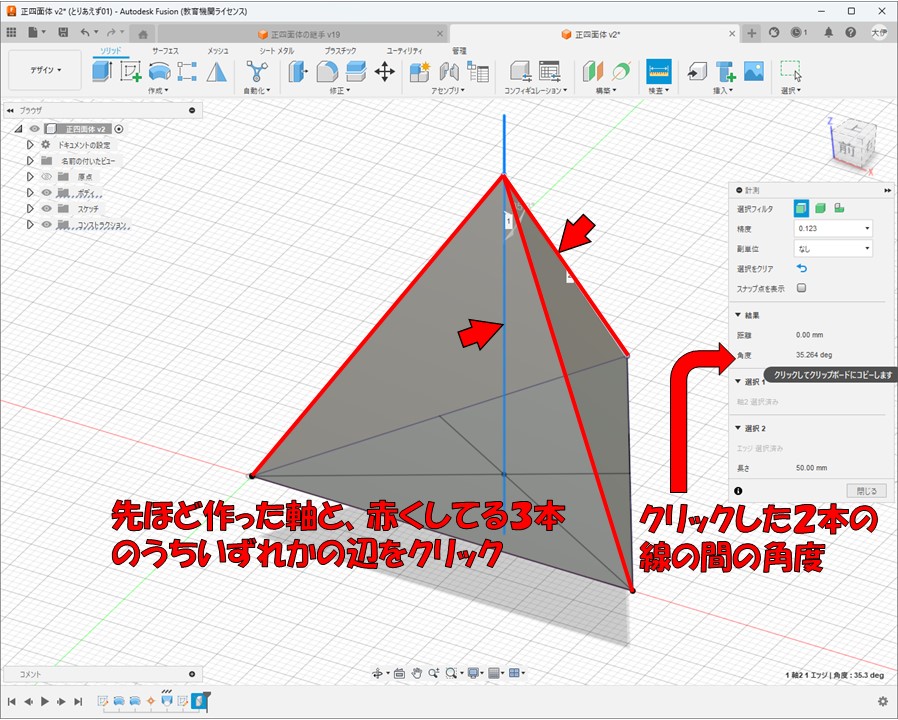 正四面体 v2* (とりあえず01) - Autodesk Fusion (教育機関ライセンス)
正四面体の継手 v19
正四面体 v2*
1
大伊
デザイン
ソリッド
サーフェス
メッシュ
シート メタル
プラスチック
ユーティリティ
管理
作成
自動化
修正
アセンブリ
コンフィギュレーション
構築
検査
挿入
選択
ブラウザ
正四面体 v2
ドキュメントの設定
名前の付いたビュー
原点
ボディ
スケッチ
コンストラクション
Z
前
X
1
計測
選択フィルタ
精度 0.123
副単位 なし
選択をクリア
スナップ点を表示
結果
距離 0.00 mm
角度 35.264 deg
クリックしてクリップボードにコピーします
選択 1
軸2 選択済み
選択 2
エッジ 選択済み
長さ 50.00 mm
閉じる
先ほど作った軸と、赤くしてる3本
のうちいずれかの辺をクリック
クリックした2本の
線の間の角度
コメント
1 軸2 1 エッジ | 角度 : 35.3 deg